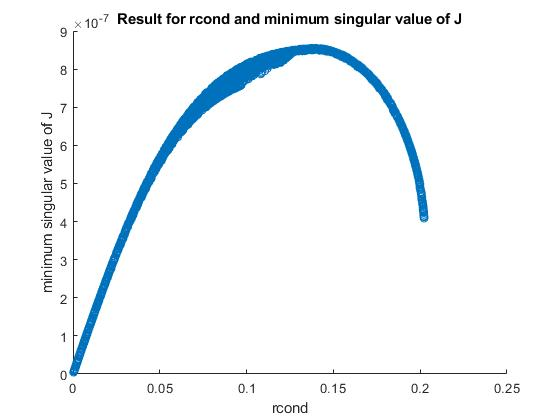 Result for rcond and minimum singular value of J
×10⁻⁷
9
8
7
6
5
4
3
2
1
0
minimum singular value of J
0 0.05 0.1 0.15 0.2 0.25
rcond